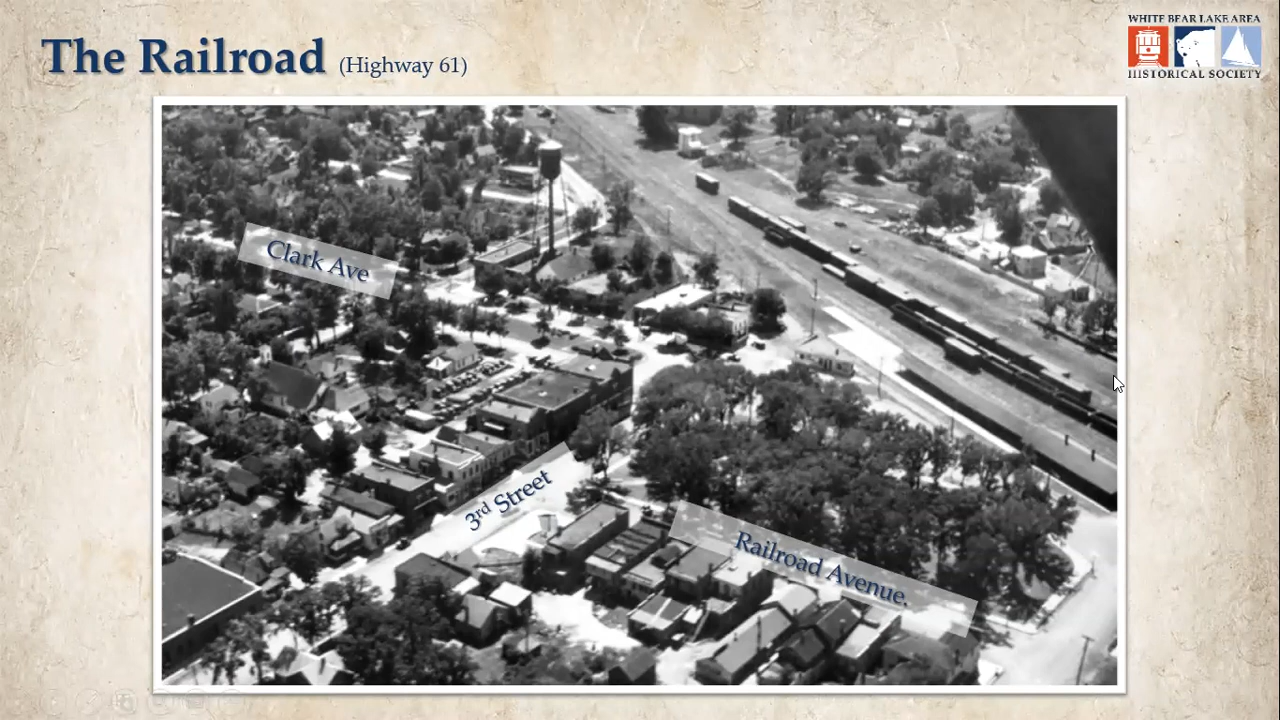 The Railroad (Highway 61)
WHITE BEAR LAKE AREA
HISTORICAL SOCIETY
Clark Ave
3rd Street
Railroad Avenue.